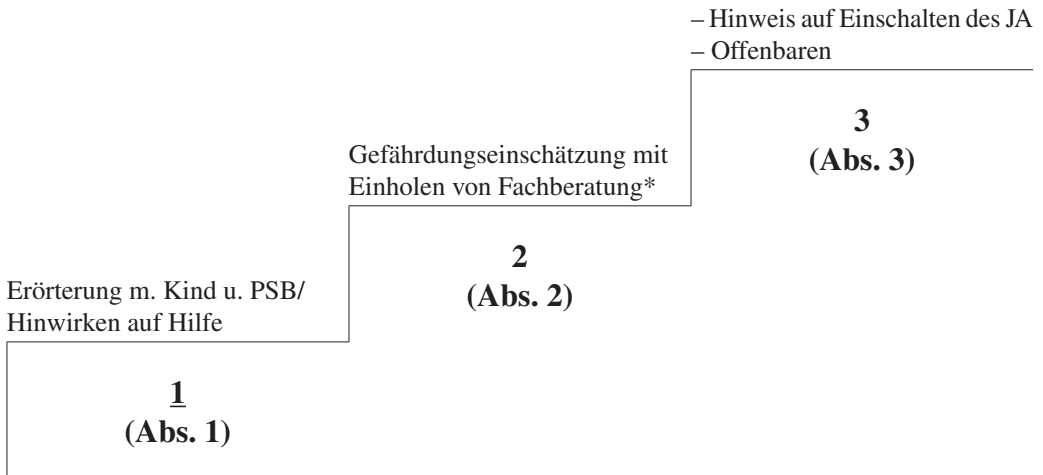 – Hinweis auf Einschalten des JA
– Offenbaren
3
(Abs. 3)
Gefährdungseinschätzung mit
Einholen von Fachberatung*
2
(Abs. 2)
Erörterung m. Kind u. PSB/
Hinwirken auf Hilfe
1
(Abs. 1)